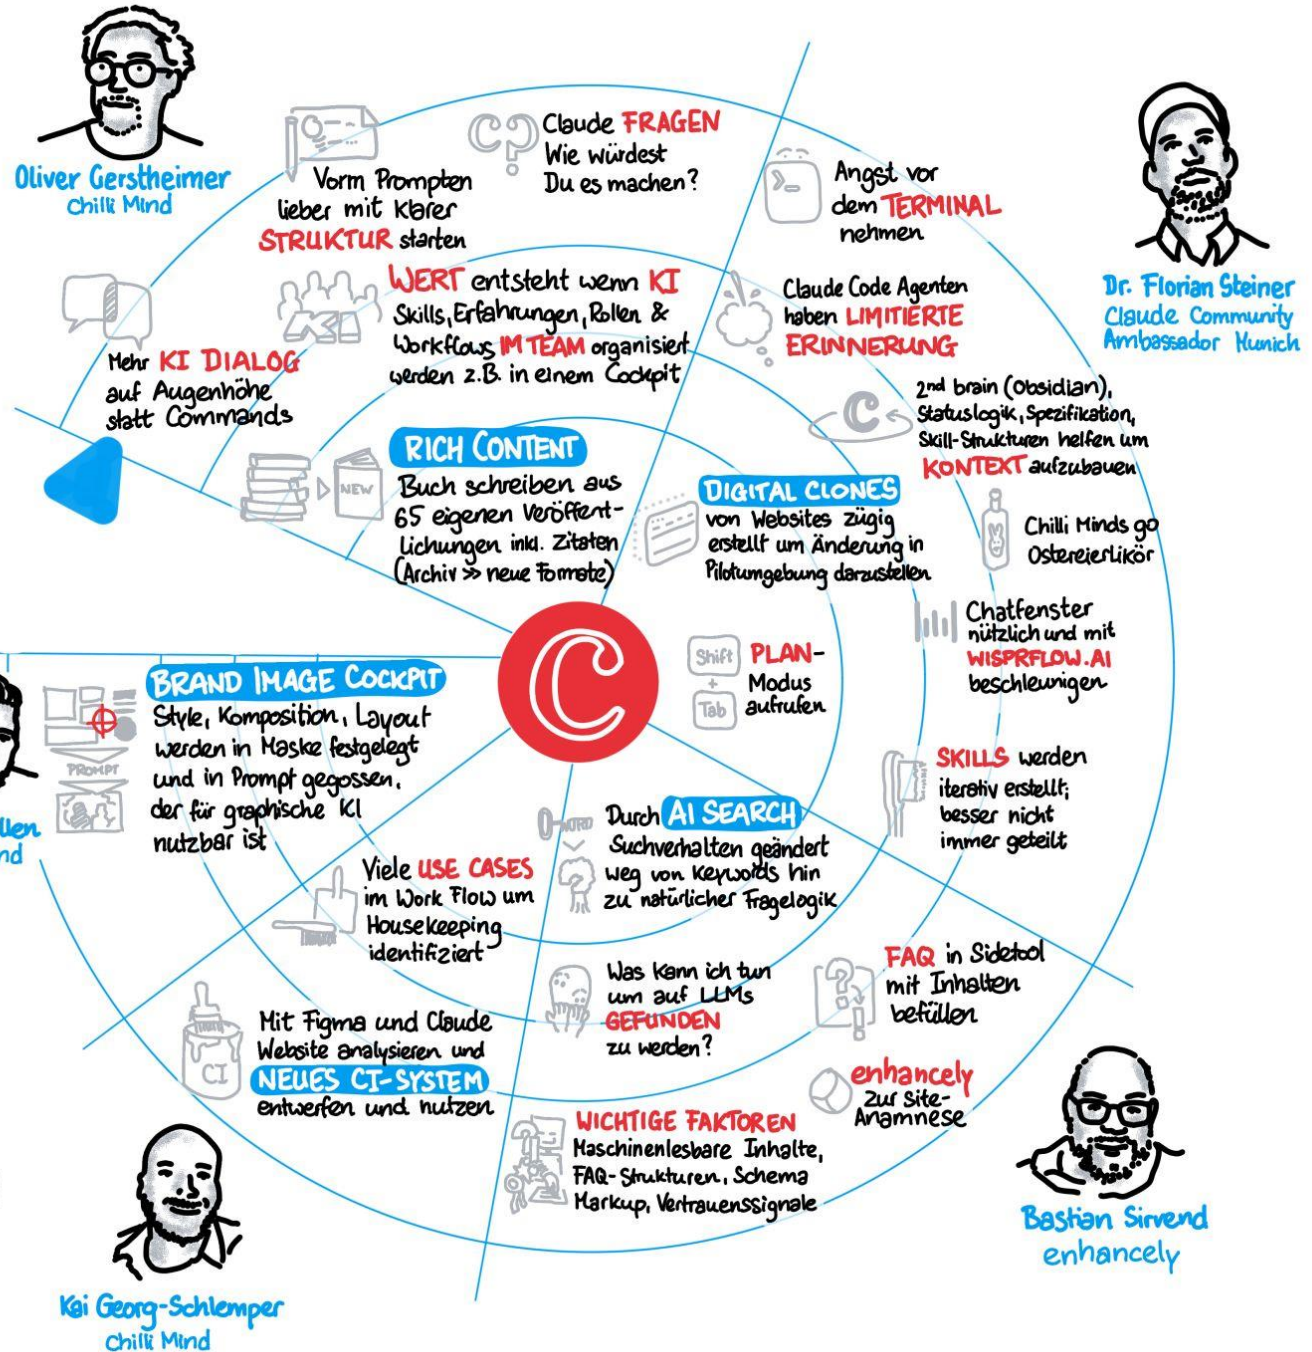 Oliver Gerstheimer
Chilli Mind
Vorm Prompten
lieber mit klarer
STRUKTUR starten
C?
Claude FRAGEN
Wie würdest
Du es machen?
Mehr KI DIALOG
auf Augenhöhe
statt Commands
WERT entsteht wenn KI
Skills, Erfahrungen, Rollen &
Workflows IM TEAM organisiert
werden z.B. in einem Cockpit
NEW
RICH CONTENT
Buch schreiben aus
65 eigenen Veröffent-
lichungen inkl. Zitaten
(Archiv >> neue Formate)
>_
Angst vor
dem TERMINAL
nehmen
Dr. Florian Steiner
Claude Community
Ambassador Munich
Claude Code Agenten
haben LIMITIERTE
ERINNERUNG
C
2nd brain (Obsidian),
Statuslogik, Spezifikation,
Skill-Strukturen helfen um
KONTEXT aufzubauen
DIGITAL CLONES
von Websites zügig
erstellt um Änderung in
Pilotumgebung darzustellen
Chilli Minds go
Ostereierlikör
Chatfenster
nützlich und mit
WISPRFLOW.AI
beschleunigen
Shift
+
Tab
PLAN-
Modus
aufrufen
SKILLS werden
iterativ erstellt;
besser nicht
immer geteilt
C
WORD
Durch AI SEARCH
Suchverhalten geändert
weg von Keywords hin
zu natürlicher Fragelogik
Was kann ich tun
um auf LLMs
GEFUNDEN
zu werden?
FAQ in Sidetool
mit Inhalten
befüllen
enhancely
zur Site-
Anamnese
WICHTIGE FAKTOREN
Maschinenlesbare Inhalte,
FAQ-Strukturen, Schema
Markup, Vertrauenssignale
Bastian Sirvend
enhancely
Viele USE CASES
im Work Flow um
Housekeeping
identifiziert
CI
Mit Figma und Claude
Website analysieren und
NEUES CI-SYSTEM
entwerfen und nutzen
Kai Georg-Schlemper
Chilli Mind
PROMPT
BRAND IMAGE COCKPIT
Style, Komposition, Layout
werden in Maske festgelegt
und in Prompt gegossen,
der für graphische KI
nutzbar ist